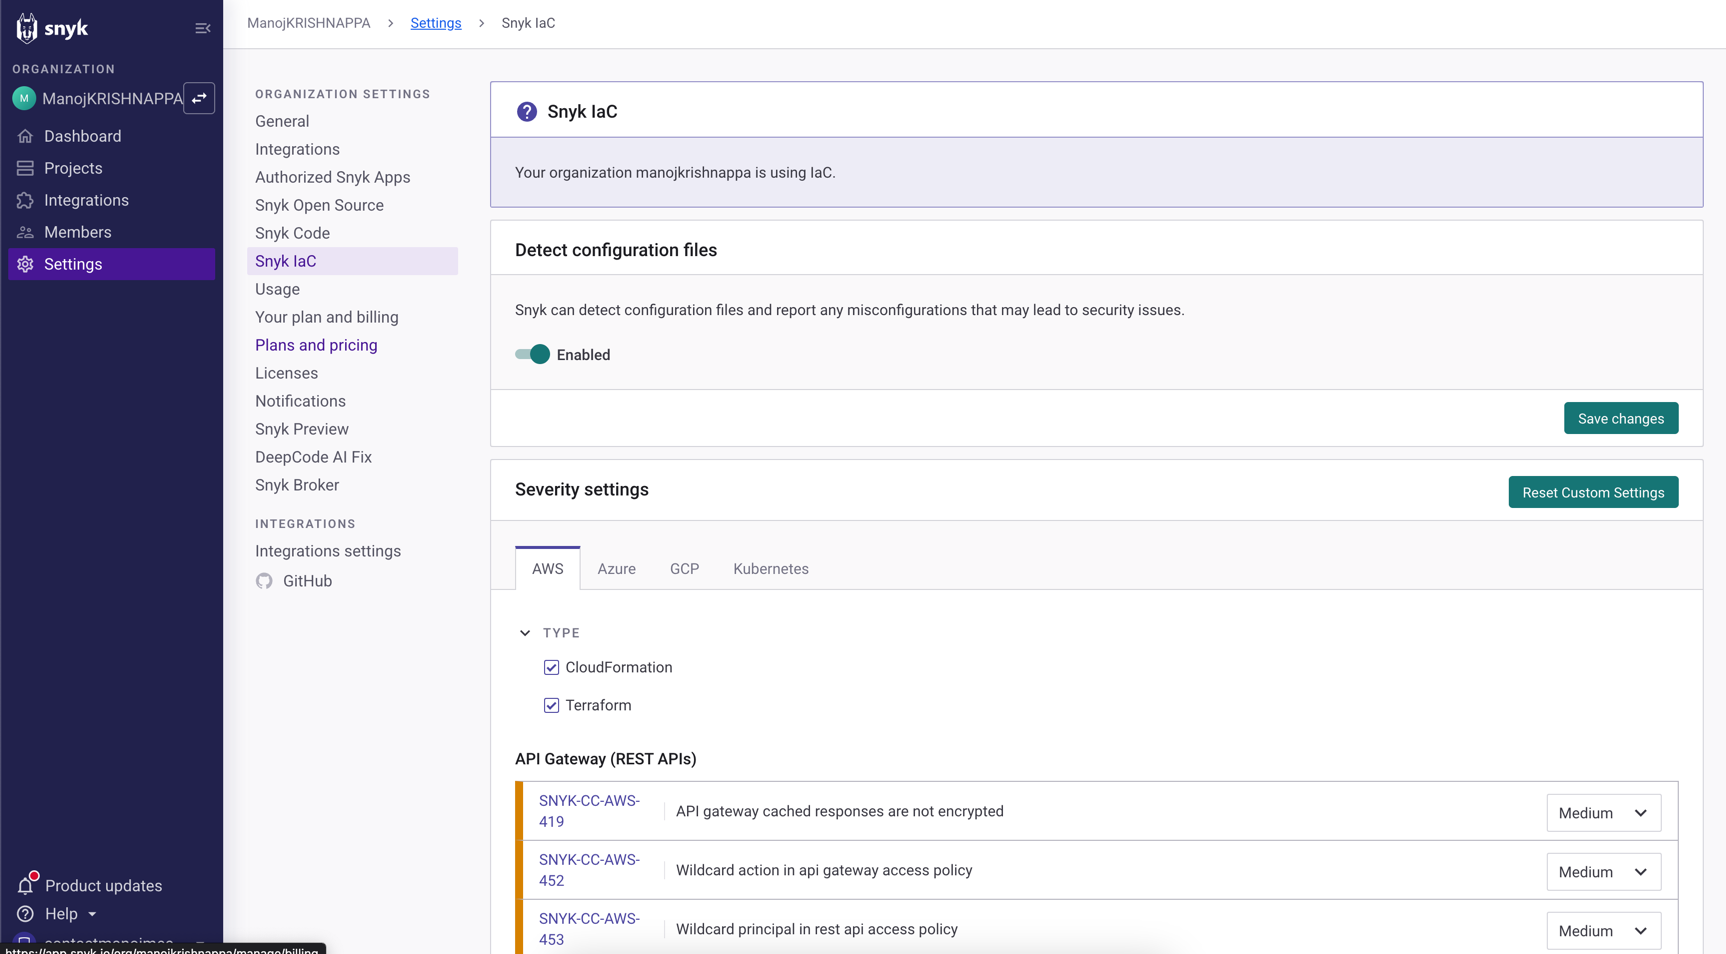 snyk
ORGANIZATION
M ManojKRISHNAPPA
Dashboard
Projects
Integrations
Members
Settings
Product updates
Help
https://app.snyk.io/org/manojkrishnappa/manage/billing
ManojKRISHNAPPA > Settings > Snyk IaC
ORGANIZATION SETTINGS
General
Integrations
Authorized Snyk Apps
Snyk Open Source
Snyk Code
Snyk IaC
Usage
Your plan and billing
Plans and pricing
Licenses
Notifications
Snyk Preview
DeepCode AI Fix
Snyk Broker
INTEGRATIONS
Integrations settings
GitHub
? Snyk IaC
Your organization manojkrishnappa is using IaC.
Detect configuration files
Snyk can detect configuration files and report any misconfigurations that may lead to security issues.
Enabled
Save changes
Severity settings
Reset Custom Settings
AWS Azure GCP Kubernetes
TYPE
CloudFormation
Terraform
API Gateway (REST APIs)
SNYK-CC-AWS-
419
API gateway cached responses are not encrypted
Medium
SNYK-CC-AWS-
452
Wildcard action in api gateway access policy
Medium
SNYK-CC-AWS-
453
Wildcard principal in rest api access policy
Medium